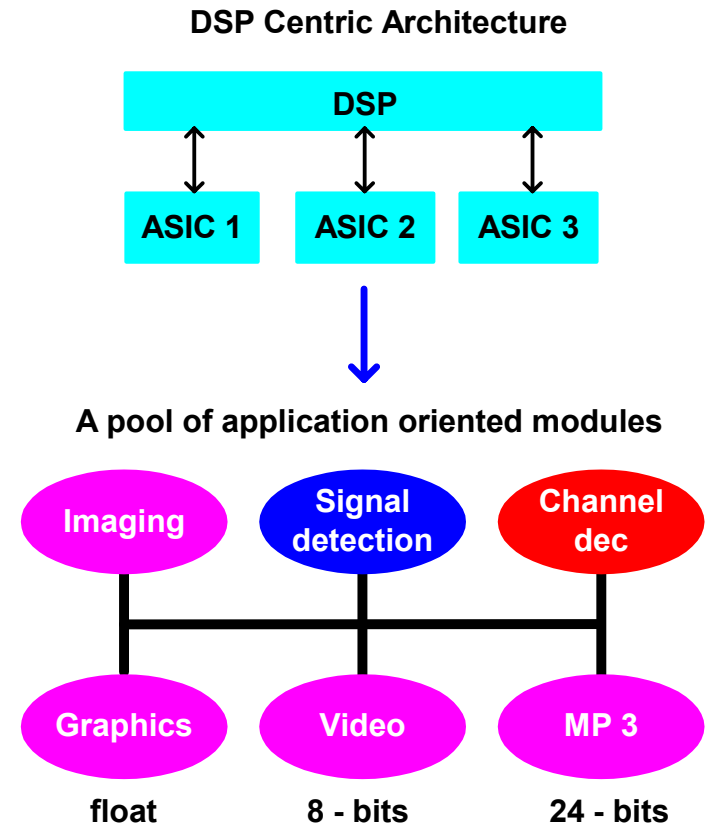 DSP Centric Architecture
DSP
ASIC 1 ASIC 2 ASIC 3
A pool of application oriented modules
Imaging
Signal
detection
Channel
dec
Graphics Video MP 3
float 8 - bits 24 - bits